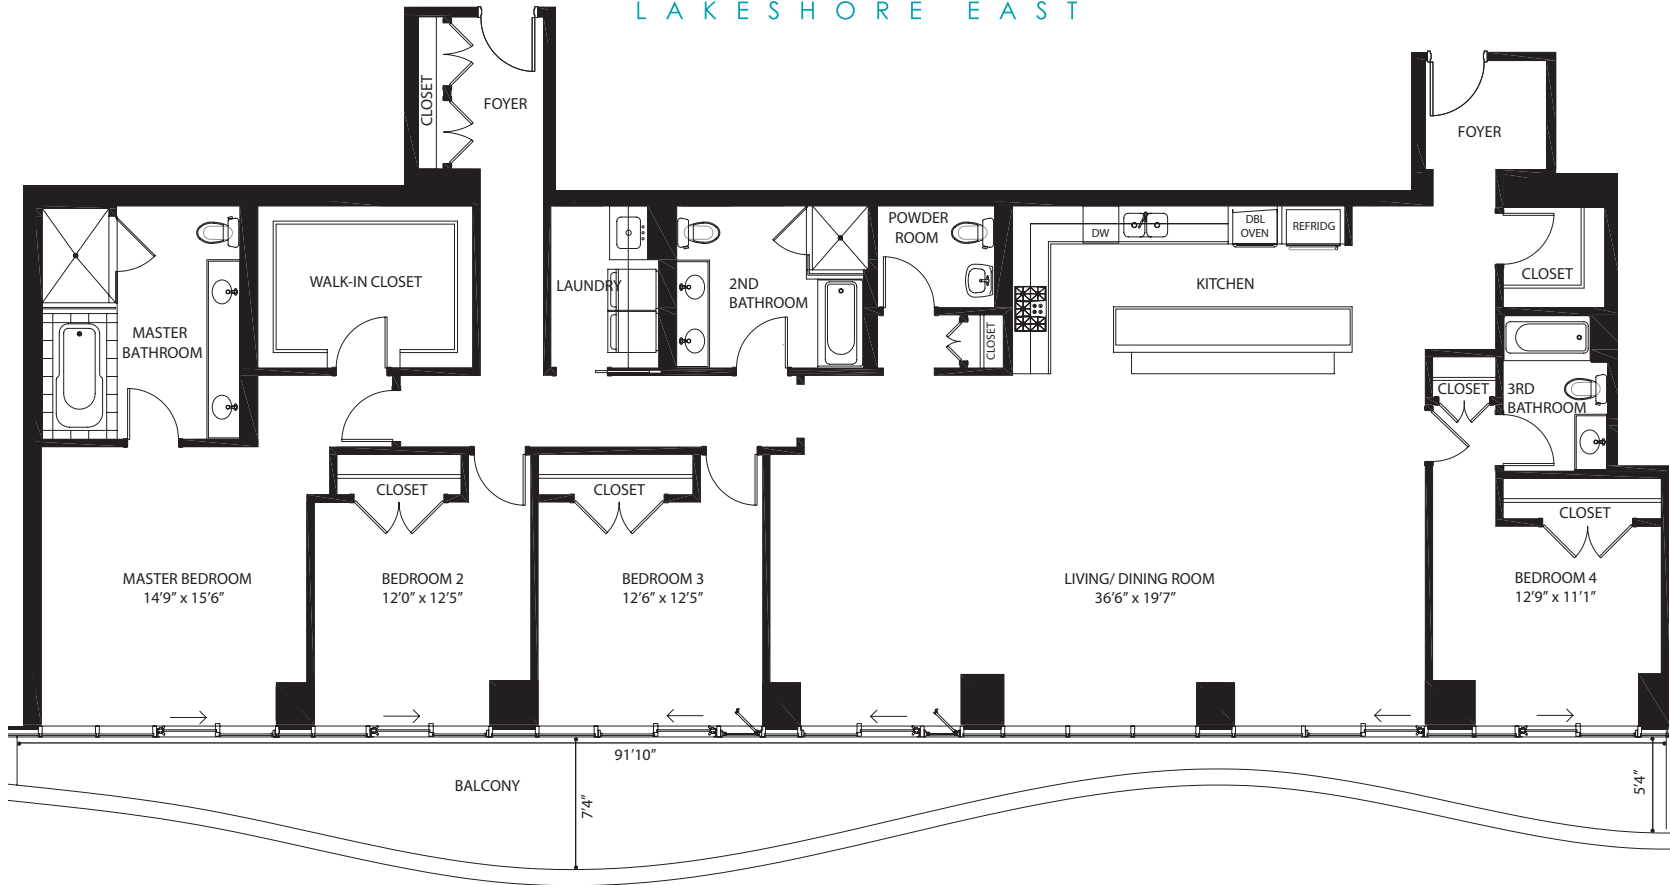 LAKESHORE EAST
CLOSET
FOYER
FOYER
POWDER
ROOM
DW
DBL
OVEN
REFRIDG
WALK-IN CLOSET
LAUNDRY
2ND
BATHROOM
KITCHEN
CLOSET
MASTER
BATHROOM
CLOSET
CLOSET
3RD
BATHROOM
CLOSET
CLOSET
CLOSET
MASTER BEDROOM
14'9” x 15'6”
BEDROOM 2
12'0” x 12'5”
BEDROOM 3
12'6” x 12'5”
LIVING/ DINING ROOM
36'6” x 19'7”
BEDROOM 4
12'9” x 11'1”
91'10”
BALCONY
7'4”
5'4”